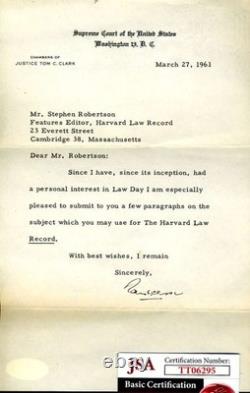 Supreme Court of the United States
Washington 13, D. C.
CHAMBERS OF
JUSTICE TOM C. CLARK
March 27, 1963
Mr. Stephen Robertson
Features Editor, Harvard Law Record
23 Everett Street
Cambridge 38, Massachusetts
Dear Mr. Robertson:
Since I have, since its inception, had
a personal interest in Law Day I am especially
pleased to submit to you a few paragraphs on the
subject which you may use for The Harvard Law
Record.
With best wishes, I remain
Sincerely,
JSA
Certification Number
TT06295
Basic Certification